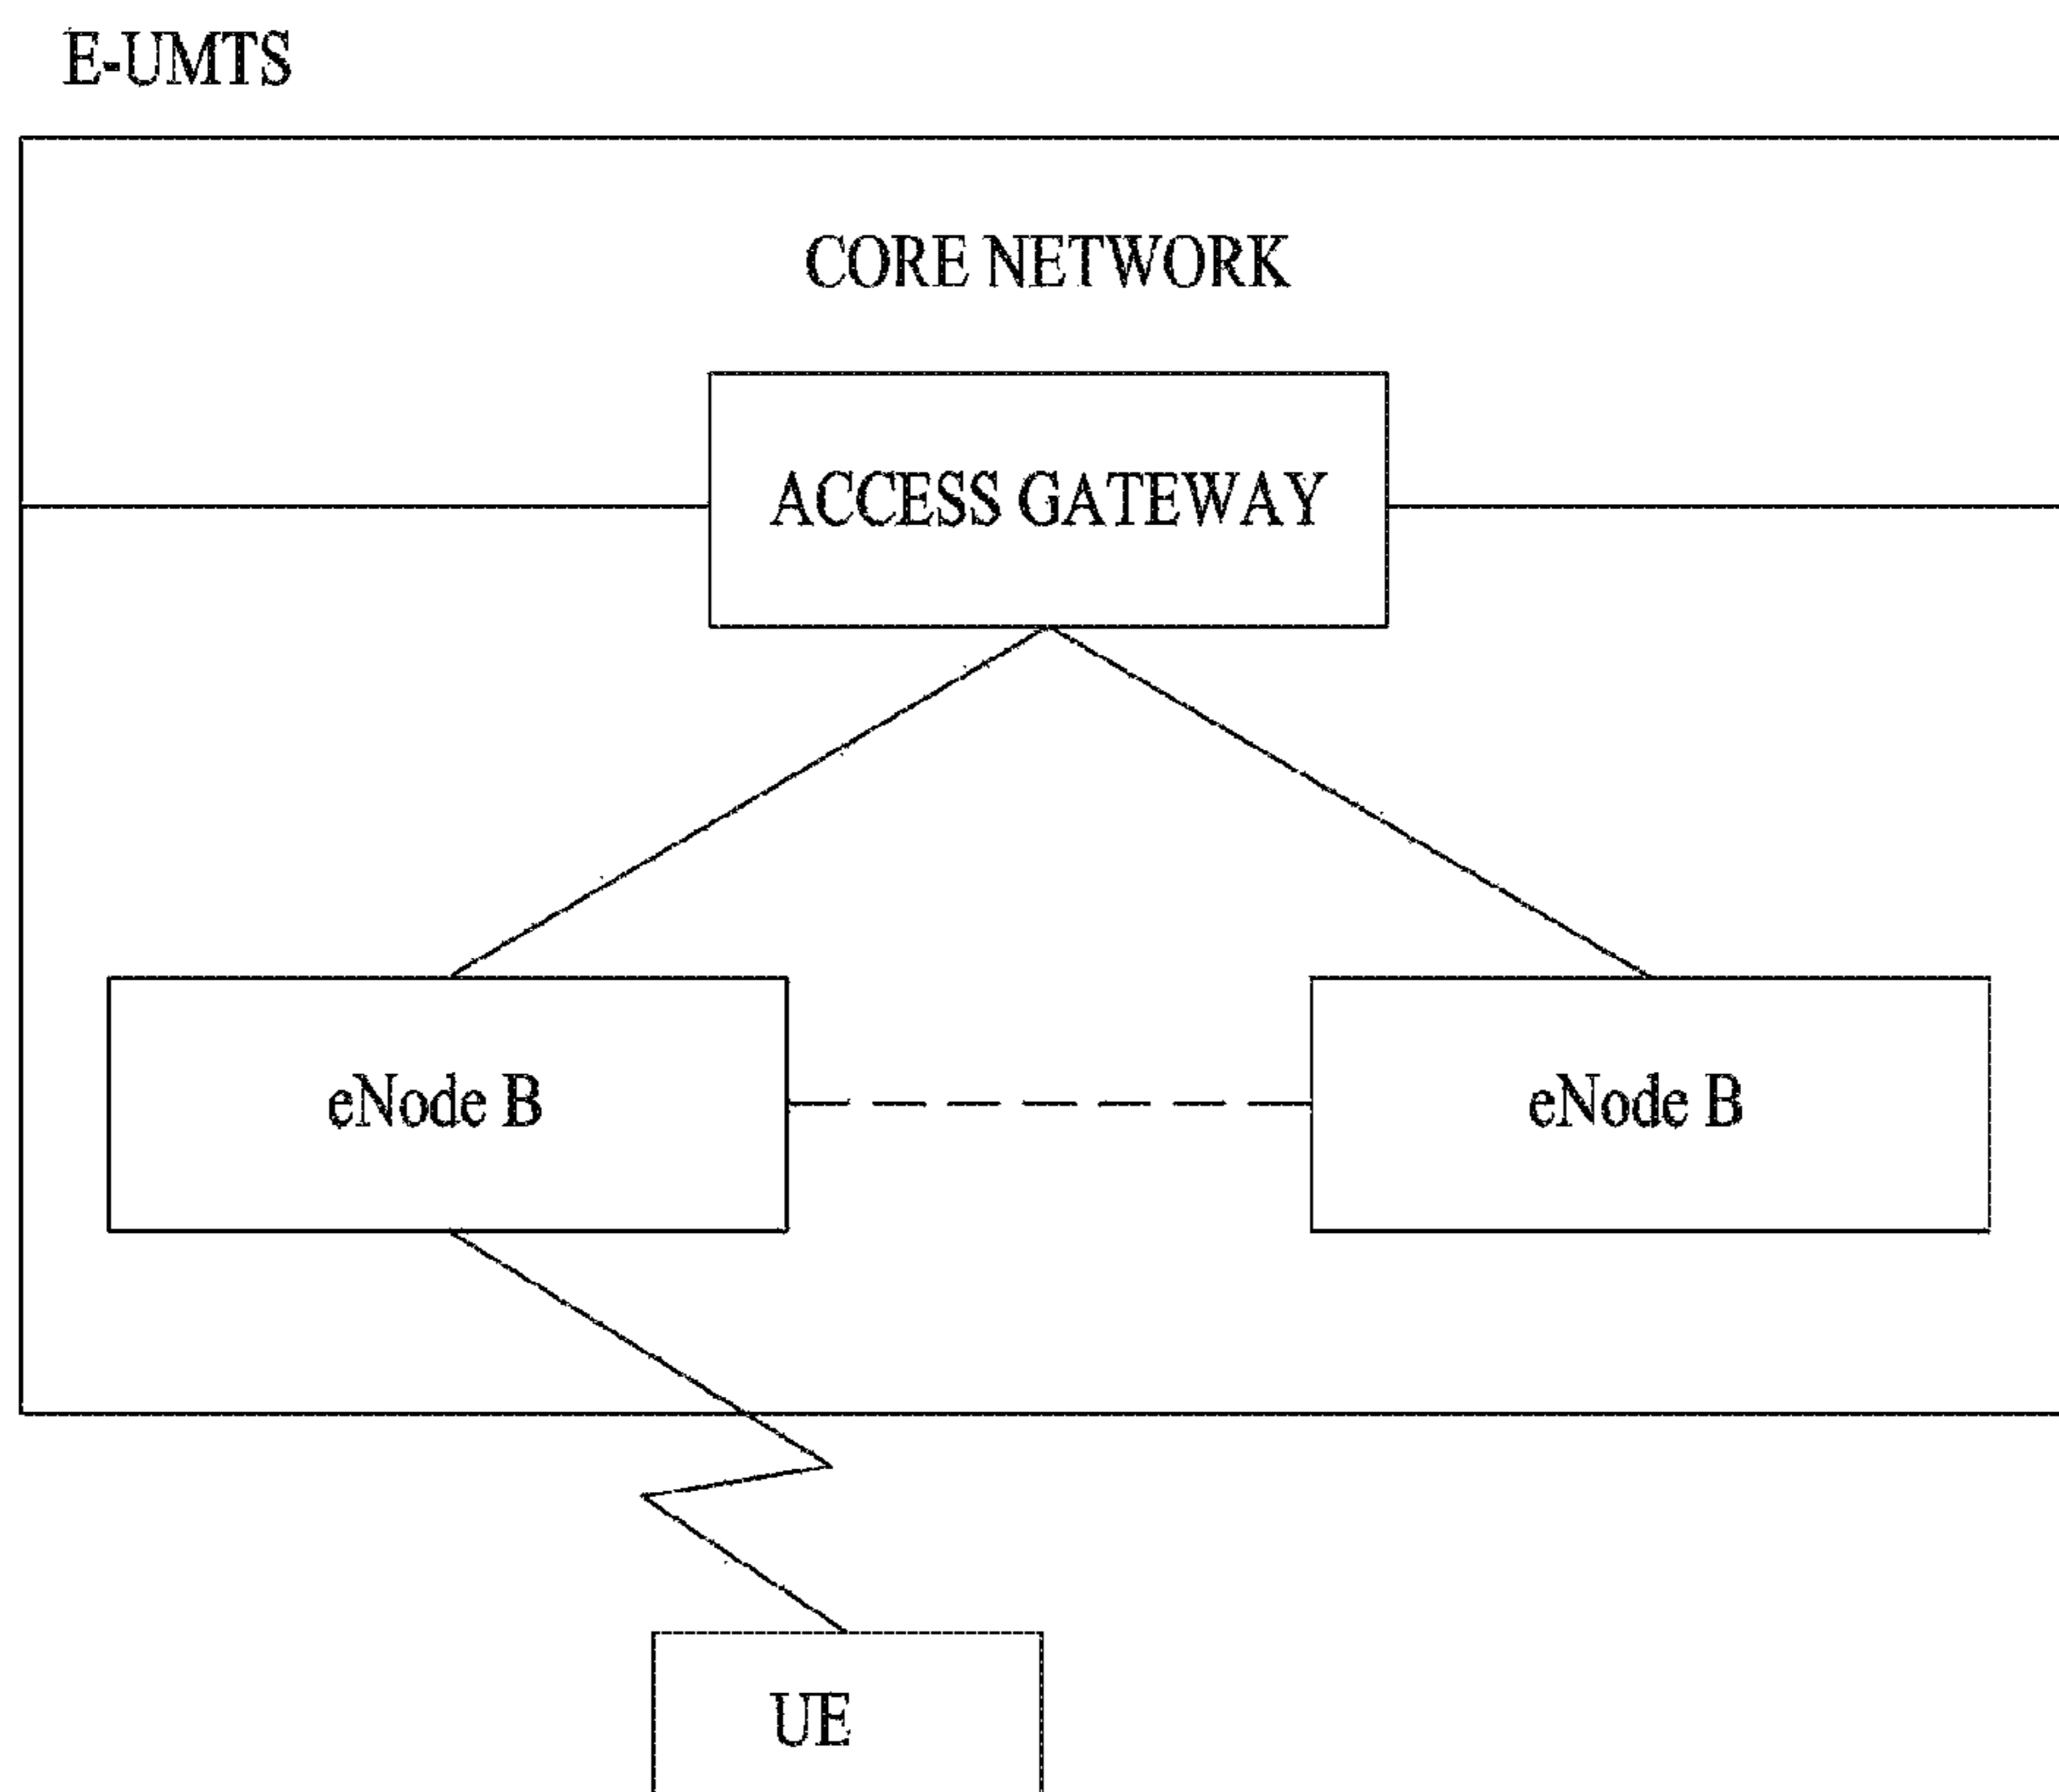 E-UMTS
CORE NETWORK
ACCESS GATEWAY
eNode B
eNode B
UE